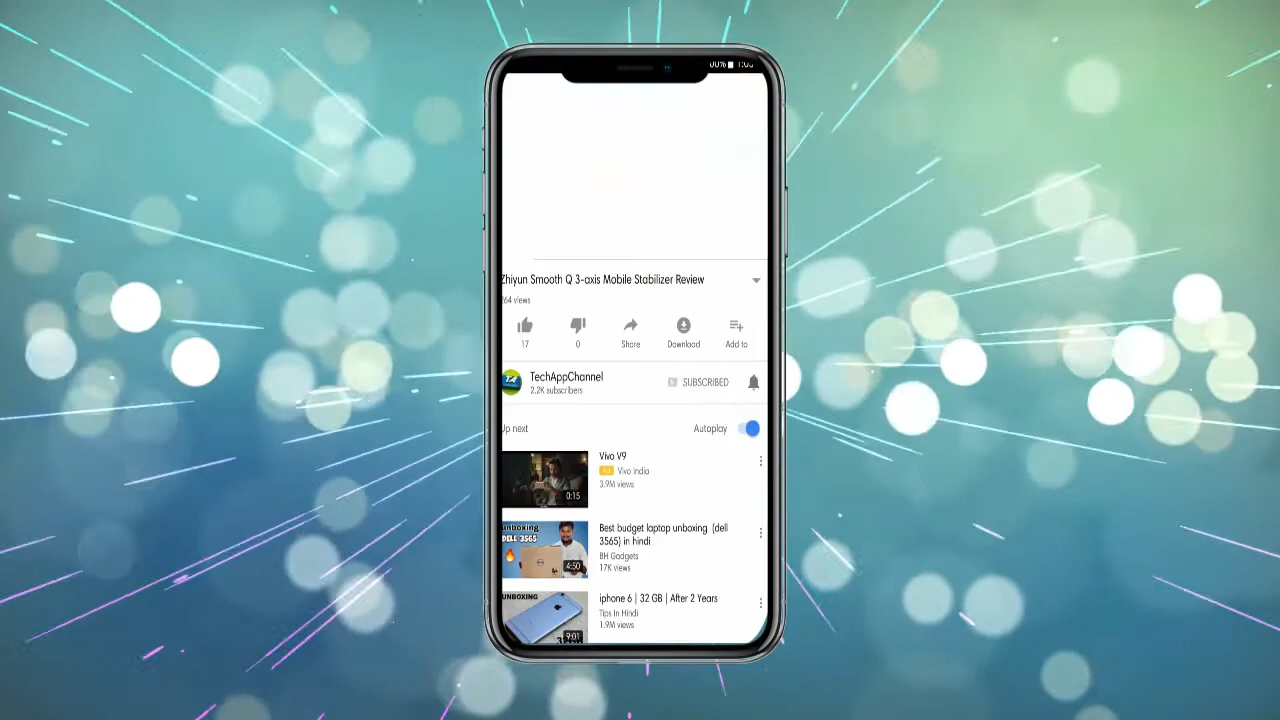 Zhiyun Smooth Q 3-axis Mobile Stabilizer Review
264 views
17
0
Share
Download
Add to
TechAppChannel
2.2K subscribers
SUBSCRIBED
Up next
Autoplay
Vivo V9
Ad Vivo India
3.9M views
0:15
unboxing
DELL 3565
4:50
Best budget laptop unboxing (dell
3565) in hindi
BH Gadgets
17K views
UNBOXING
9:01
iphone 6 | 32 GB | After 2 Years
Tips In Hindi
1.9M views